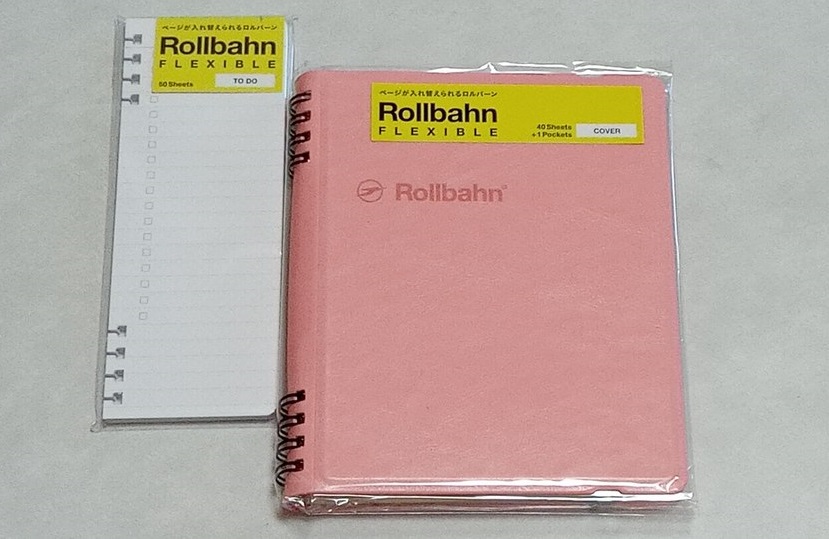 ページが入れ替えられるロルバーン
Rollbahn
FLEXIBLE
60 Sheets
TO DO
ページが入れ替えられるロルバーン
Rollbahn
FLEXIBLE
40 Sheets
+1 Pockets
COVER
Rollbahn®